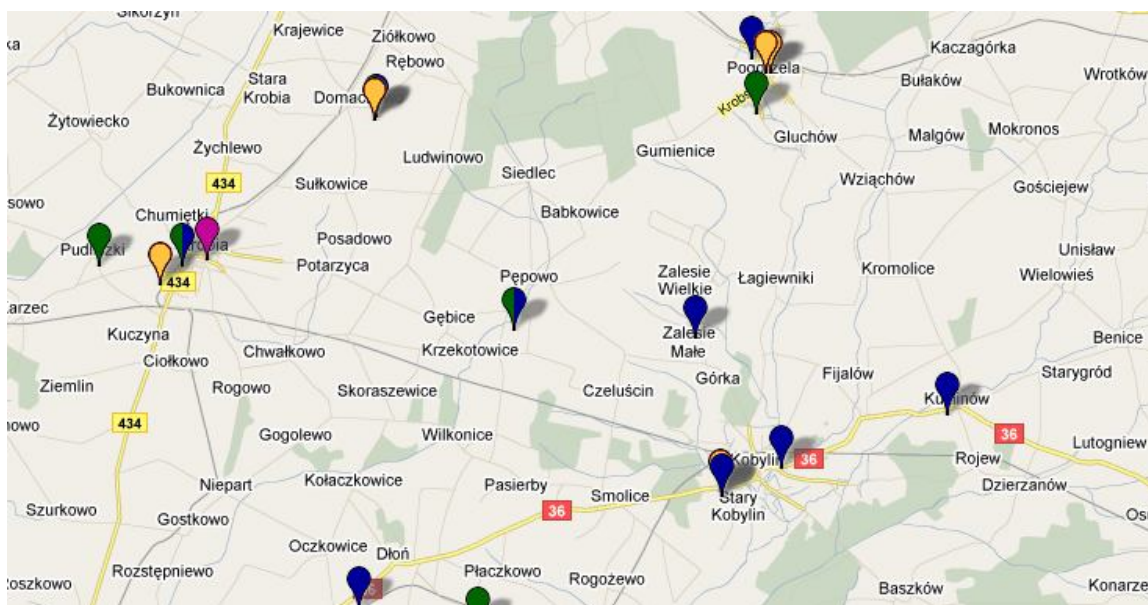 Sikorzyn
Krajewice
Ziółkowo
Rębowo
Kaczagórka
Wrotków
Bułaków
Stara
Krobia
Bukownica
Żytowiecko
Mokronos
Małgów
Gluchów
Żychlewo
Ludwinowo
Gumienice
Siedlec
Wziąchów
434
Sułkowice
Gościejew
Chumiętki
Babkowice
Posadowo
Unisław
Potarzyca
Pępowo
Zalesie
Wielkie
Łagiewniki
Kromolice
Wielowieś
434
Gębice
Kuczyna
Zalesie
Małe
Benice
Krzekotowice
Chwałkowo
Ciołkowo
Górka
Fijałów
Starygród
Ziemlin
Rogowo
Skoraszewice
Czeluścin
434
Gogolewo
Wilkonice
36
Kobylin
36
Rojew
Lutogniew
Niepart
Kołaczkowice
Pasierby
Smolice
Dzierzanów
Stary
Kobylin
Szurkowo
Gostkowo
36
Oczkowice
Dłoń
Rozstępniewo
Płaczkowo
Rogożewo
Baszków